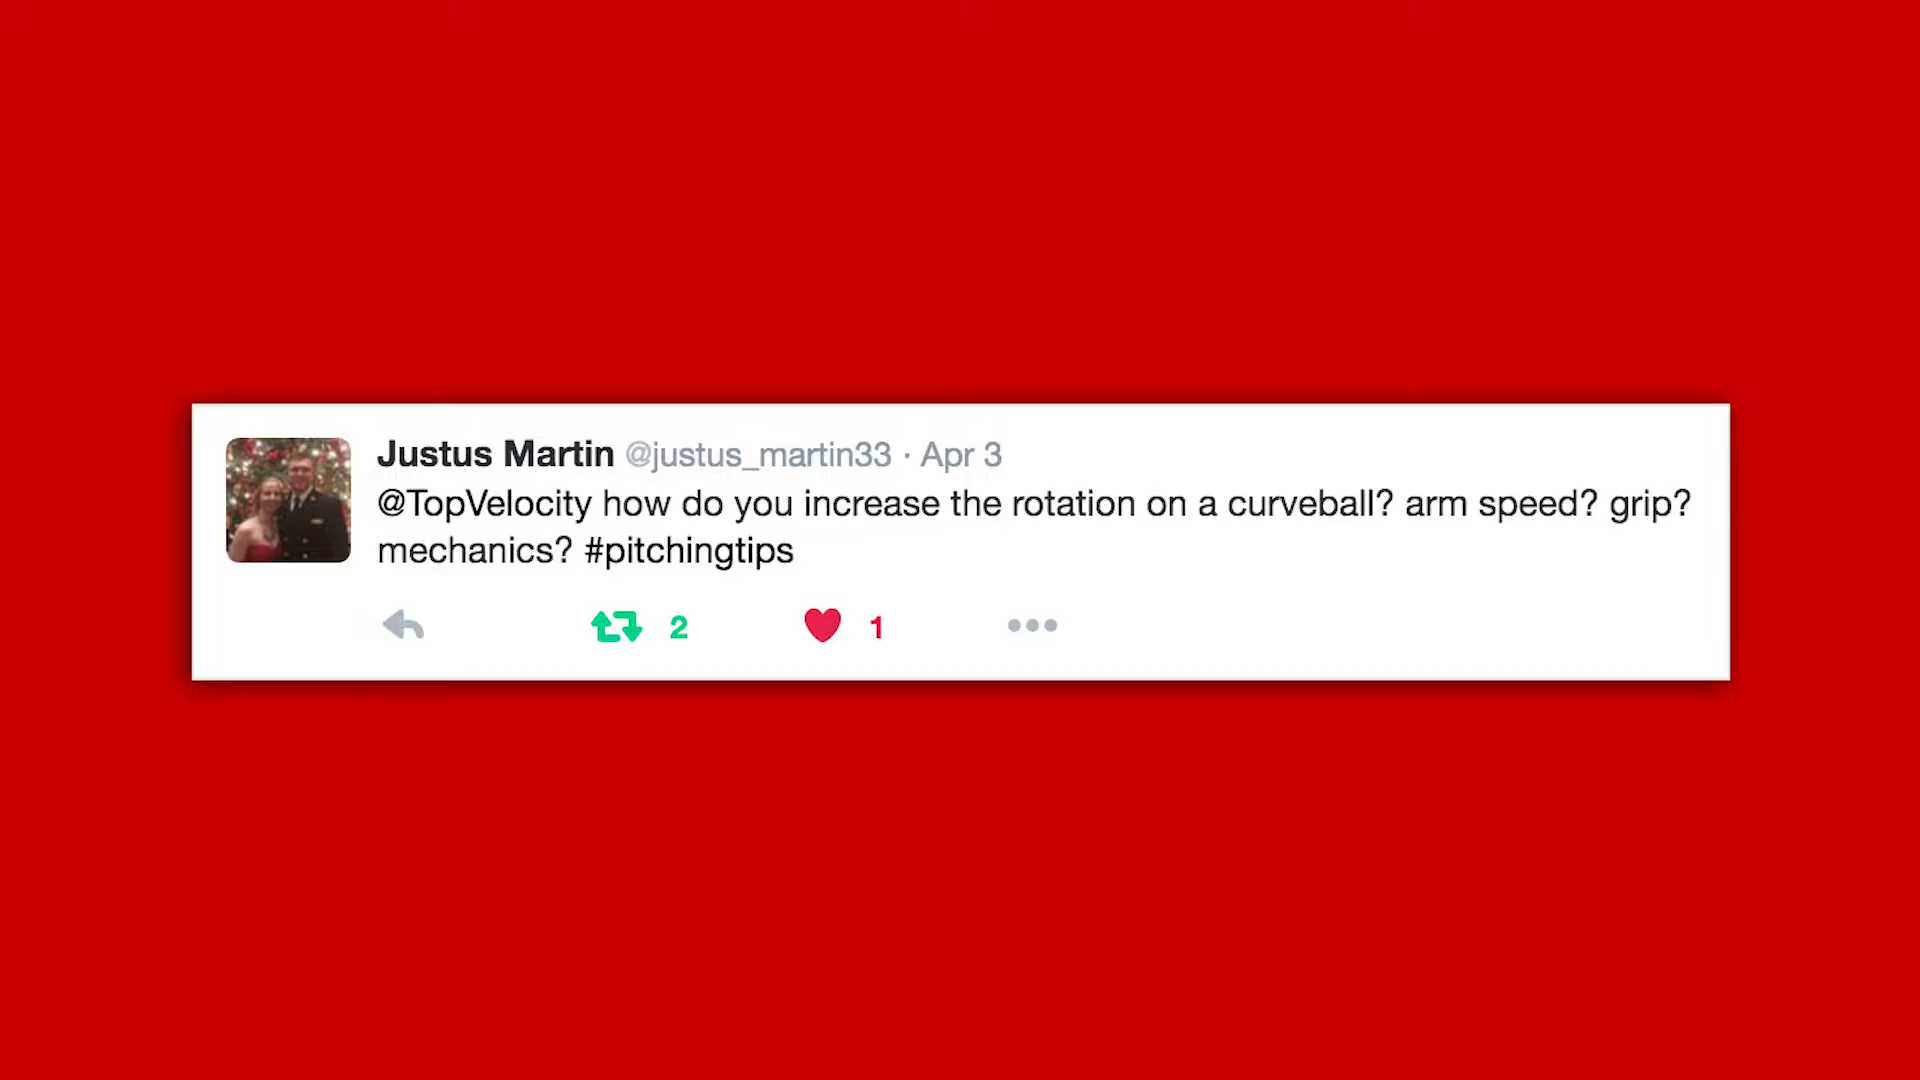 Justus Martin @justus_martin33 · Apr 3
@TopVelocity how do you increase the rotation on a curveball? arm speed? grip?
mechanics? #pitchingtips
2 1